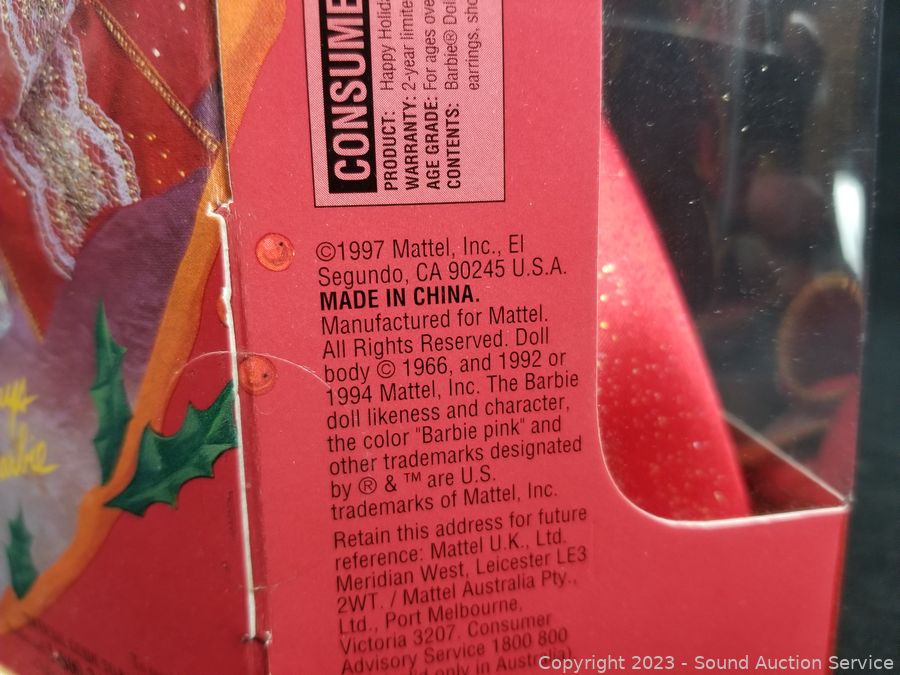 CONSUME
PRODUCT: Happy Holid
WARRANTY: 2-year limite
AGE GRADE: For ages ove
CONTENTS: Barbie® Dol
earrings, sho
©1997 Mattel, Inc., El
Segundo, CA 90245 U.S.A.
MADE IN CHINA.
Manufactured for Mattel.
All Rights Reserved. Doll
body © 1966, and 1992 or
1994 Mattel, Inc. The Barbie
doll likeness and character,
the color "Barbie pink" and
other trademarks designated
by ® & ™ are U.S.
trademarks of Mattel, Inc.
Retain this address for future
reference: Mattel U.K., Ltd.
Meridian West, Leicester LE3
2WT. / Mattel Australia Pty.,
Ltd., Port Melbourne,
Victoria 3207. Consumer
Advisory Service 1800 800
only in Australia)
Copyright 2023 - Sound Auction Service